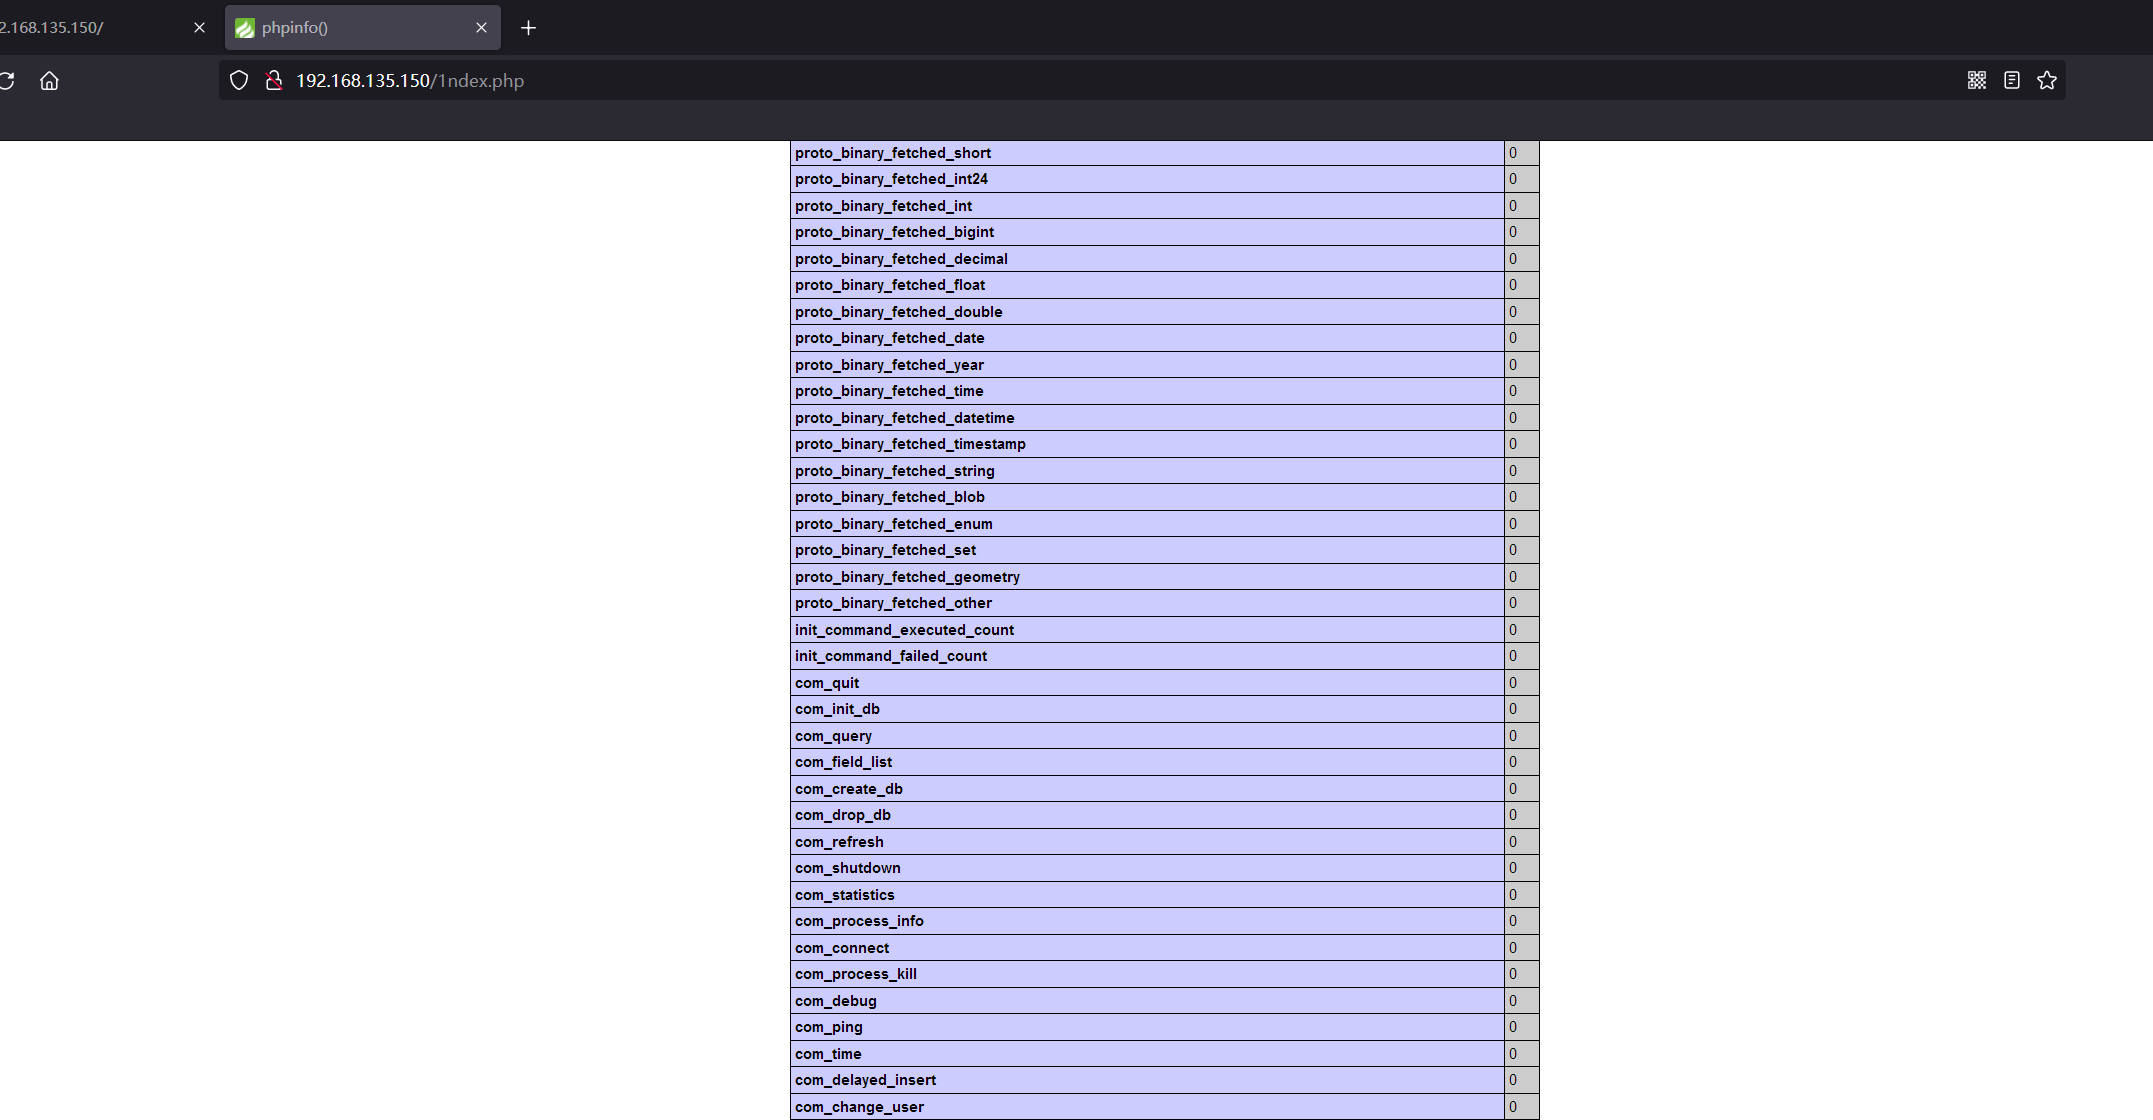 2.168.135.150/
phpinfo()
192.168.135.150/1ndex.php
proto_binary_fetched_short 0
proto_binary_fetched_int24 0
proto_binary_fetched_int 0
proto_binary_fetched_bigint 0
proto_binary_fetched_decimal 0
proto_binary_fetched_float 0
proto_binary_fetched_double 0
proto_binary_fetched_date 0
proto_binary_fetched_year 0
proto_binary_fetched_time 0
proto_binary_fetched_datetime 0
proto_binary_fetched_timestamp 0
proto_binary_fetched_string 0
proto_binary_fetched_blob 0
proto_binary_fetched_enum 0
proto_binary_fetched_set 0
proto_binary_fetched_geometry 0
proto_binary_fetched_other 0
init_command_executed_count 0
init_command_failed_count 0
com_quit 0
com_init_db 0
com_query 0
com_field_list 0
com_create_db 0
com_drop_db 0
com_refresh 0
com_shutdown 0
com_statistics 0
com_process_info 0
com_connect 0
com_process_kill 0
com_debug 0
com_ping 0
com_time 0
com_delayed_insert 0
com_change_user 0